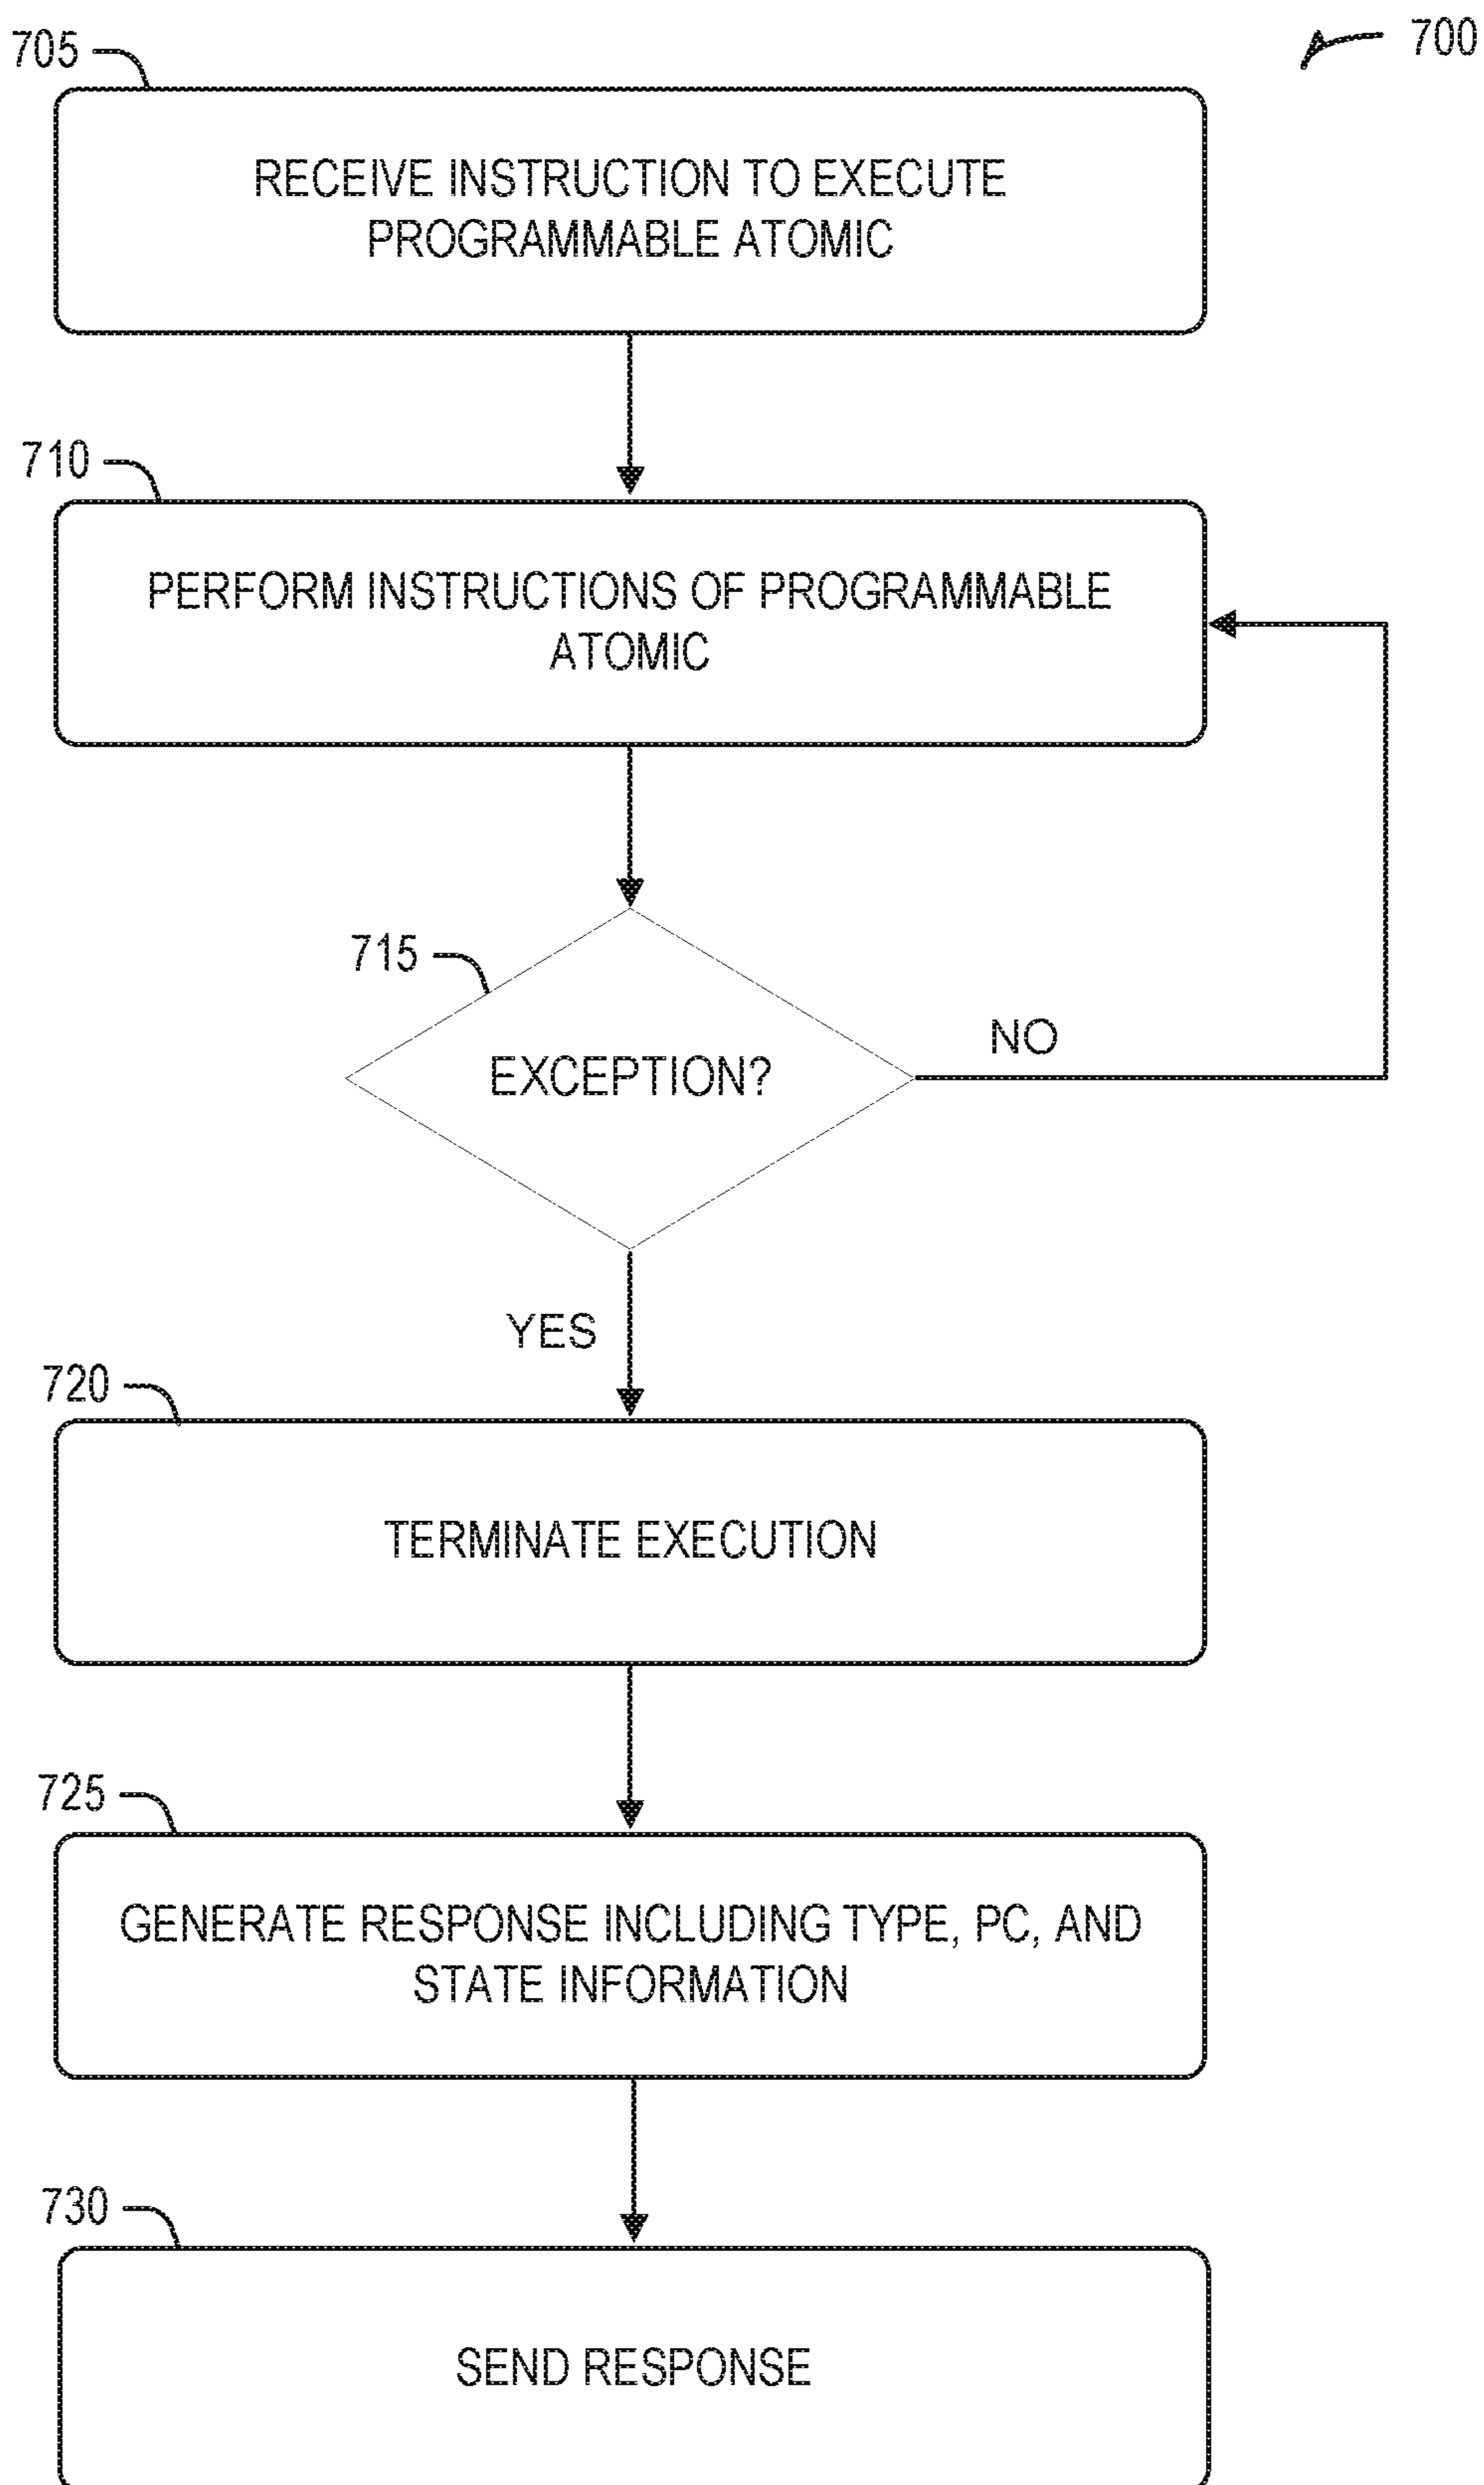 705
700
RECEIVE INSTRUCTION TO EXECUTE
PROGRAMMABLE ATOMIC
710
PERFORM INSTRUCTIONS OF PROGRAMMABLE
ATOMIC
715
EXCEPTION?
NO
YES
720
TERMINATE EXECUTION
725
GENERATE RESPONSE INCLUDING TYPE, PC, AND
STATE INFORMATION
730
SEND RESPONSE